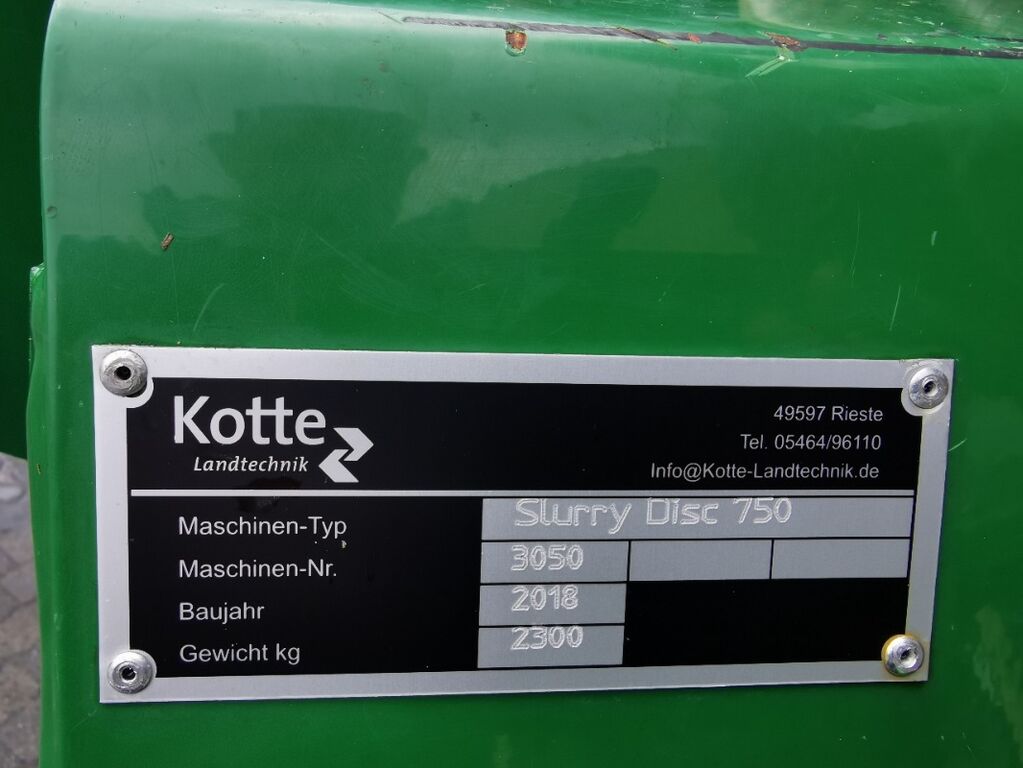 Kotte
Landtechnik
49597 Rieste
Tel. 05464/96110
Info@Kotte-Landtechnik.de
Maschinen-Typ Slurry Disc 750
Maschinen-Nr. 3050
Baujahr 2018
Gewicht kg 2300